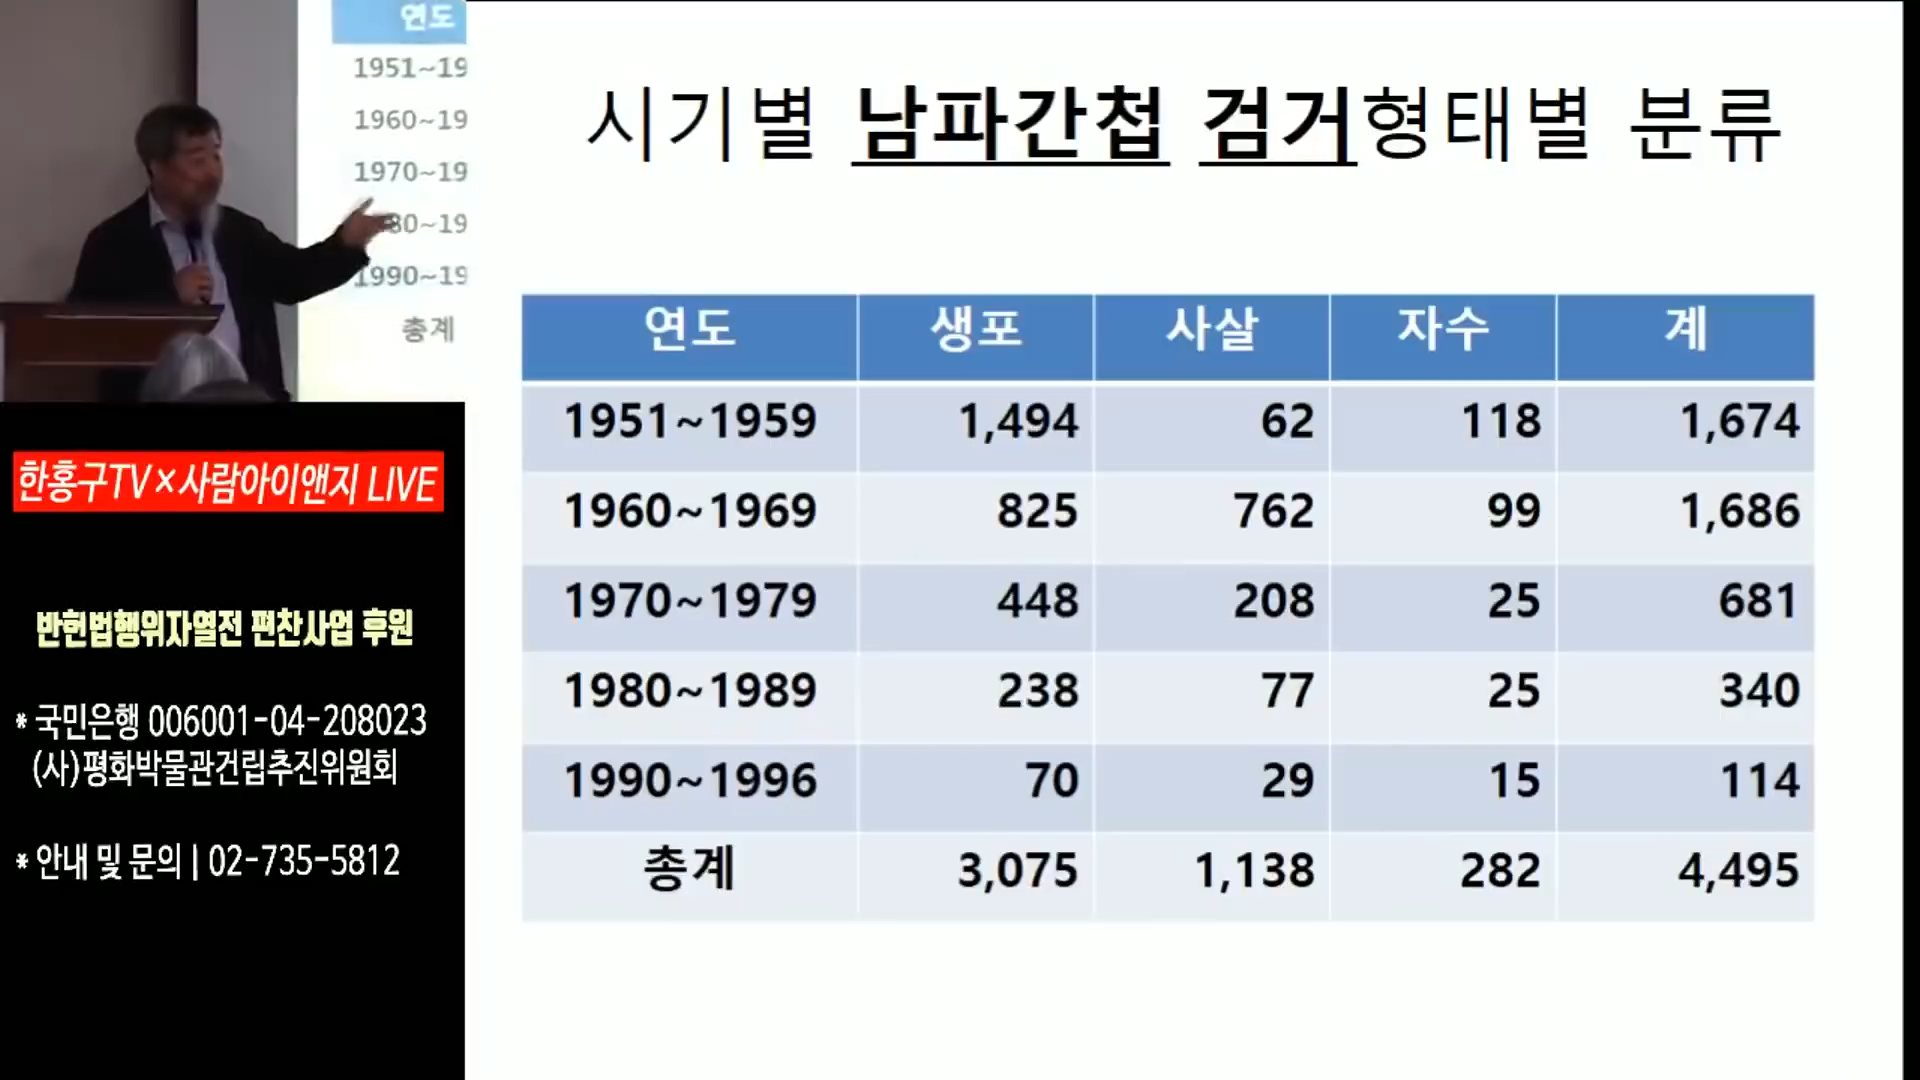 연도
1951~19
1960~19
1970~19
80~19
1990~19
총계
시기별 남파간첩 검거형태별 분류
연도 생포 사살 자수 계
1951~1959 1,494 62 118 1,674
1960~1969 825 762 99 1,686
1970~1979 448 208 25 681
1980~1989 238 77 25 340
1990~1996 70 29 15 114
총계 3,075 1,138 282 4,495
한홍구TV×사람아이앤지 LIVE
반헌법행위자열전 편찬사업 후원
* 국민은행 006001-04-208023
(사)평화박물관건립추진위원회
* 안내 및 문의 | 02-735-5812